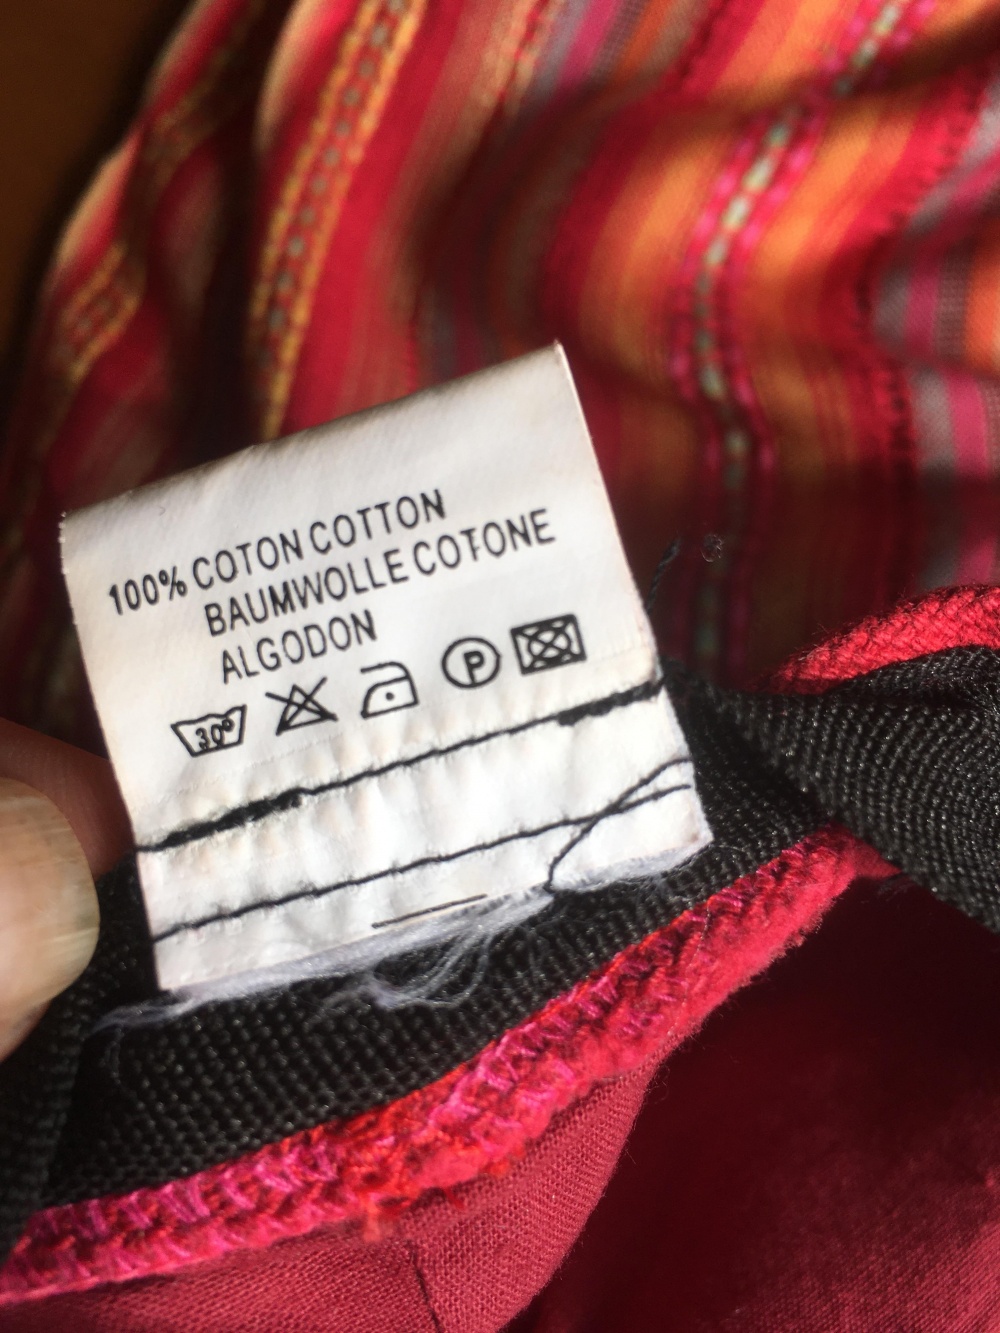 100% COTON COTTON
BAUMWOLLE COTONE
ALGODON
30° P